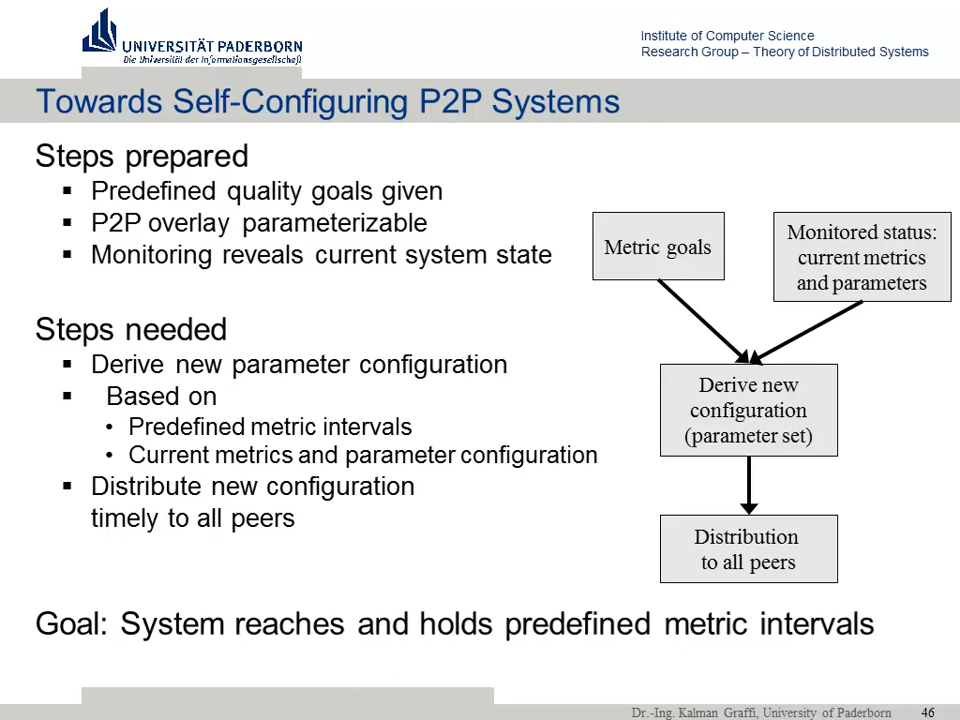 UNIVERSITÄT PADERBORN
Die Universität der Informationsgesellschaft
Institute of Computer Science
Research Group – Theory of Distributed Systems
Towards Self-Configuring P2P Systems
Steps prepared
▪ Predefined quality goals given
▪ P2P overlay parameterizable
▪ Monitoring reveals current system state
Steps needed
▪ Derive new parameter configuration
▪ Based on
• Predefined metric intervals
• Current metrics and parameter configuration
▪ Distribute new configuration
timely to all peers
Metric goals
Monitored status:
current metrics
and parameters
Derive new
configuration
(parameter set)
Distribution
to all peers
Goal: System reaches and holds predefined metric intervals
Dr.-Ing. Kalman Graffi, University of Paderborn 46